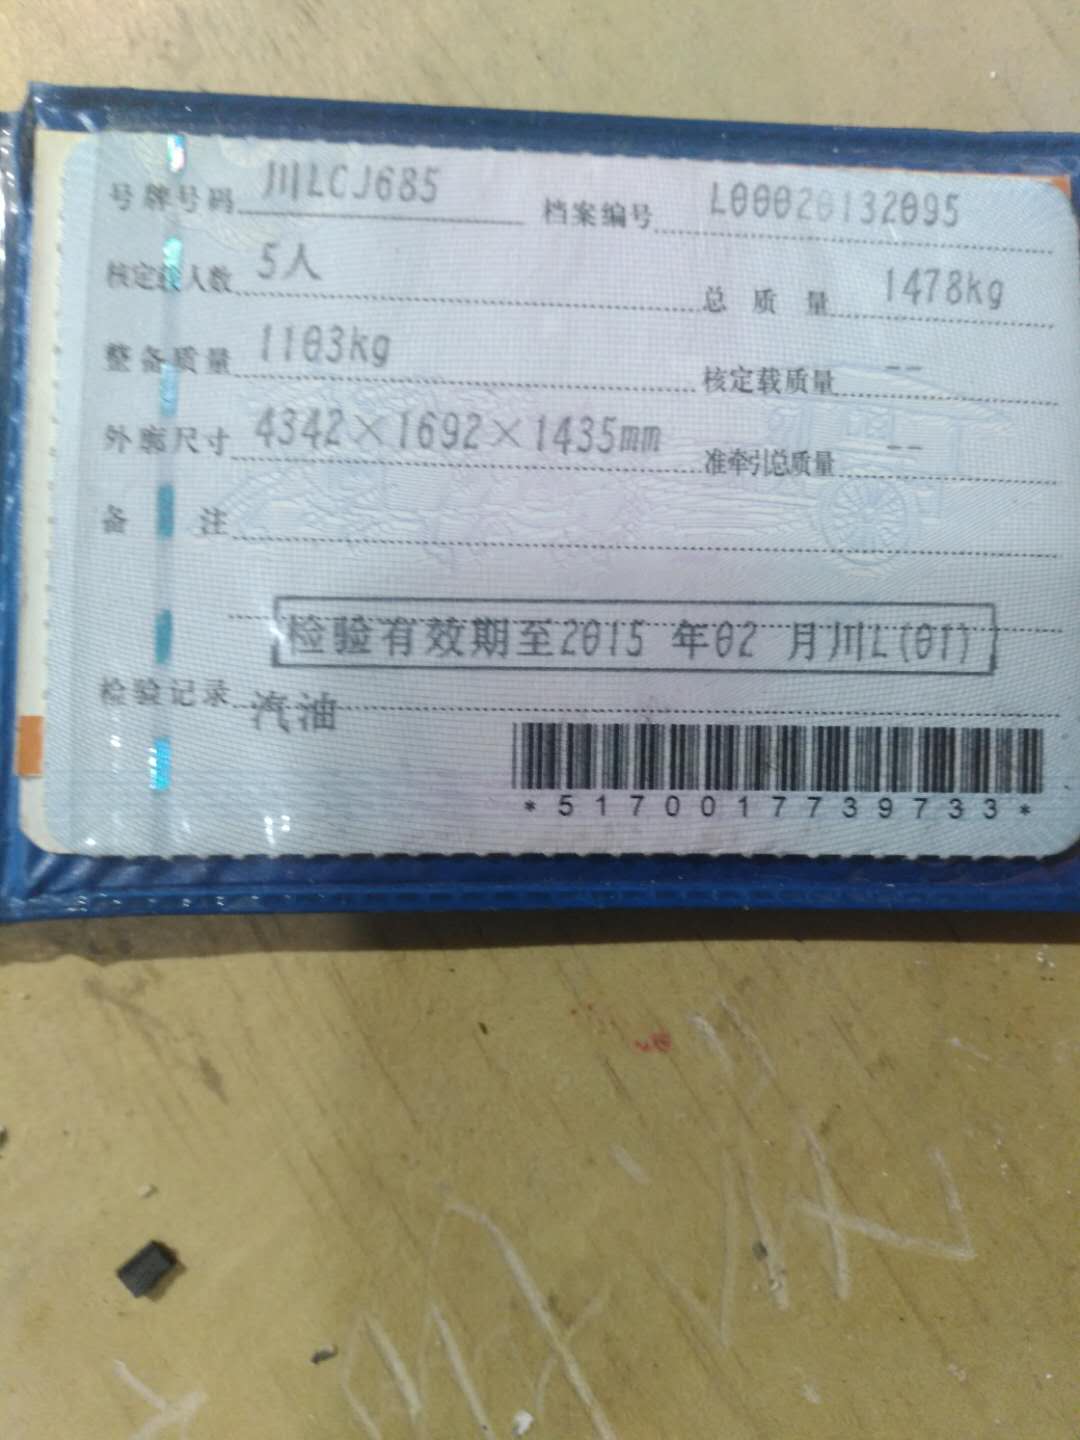 号牌号码 川LCJ685 档案编号 L00020132095
核定载人数 5人 总质量 1478kg
整备质量 1103kg 核定载质量 --
外廓尺寸 4342×1692×1435mm 准牵引总质量 --
备注
检验有效期至2015 年02 月川L(01)
检验记录 汽油
*5170017739733*